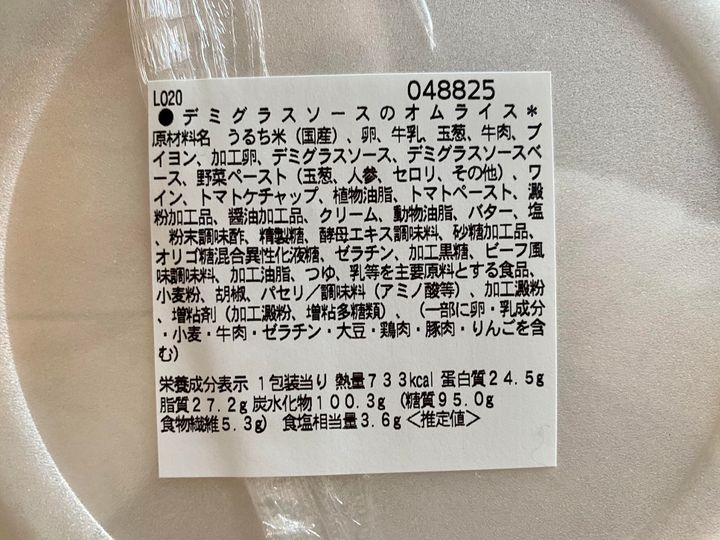 L020 048825
●デミグラスソースのオムライス*
原材料名 うるち米(国産)、卵、牛乳、玉葱、牛肉、ブ
イヨン、加工卵、デミグラスソース、デミグラスソースベ
ース、野菜ペースト(玉葱、人参、セロリ、その他)、ワ
イン、トマトケチャップ、植物油脂、トマトペースト、澱
粉加工品、醤油加工品、クリーム、動物油脂、バター、塩
、粉末調味酢、精製糖、酵母エキス調味料、砂糖加工品、
オリゴ糖混合異性化液糖、ゼラチン、加工黒糖、ビーフ風
味調味料、加工油脂、つゆ、乳等を主要原料とする食品、
小麦粉、胡椒、パセリ/調味料(アミノ酸等)、加工澱粉
、増粘剤(加工澱粉、増粘多糖類)、(一部に卵・乳成分
・小麦・牛肉・ゼラチン・大豆・鶏肉・豚肉・りんごを含
む)
栄養成分表示 1包装当り 熱量733kcal 蛋白質24.5g
脂質27.2g 炭水化物100.3g (糖質95.0g
食物繊維5.3g) 食塩相当量3.6g<推定値>